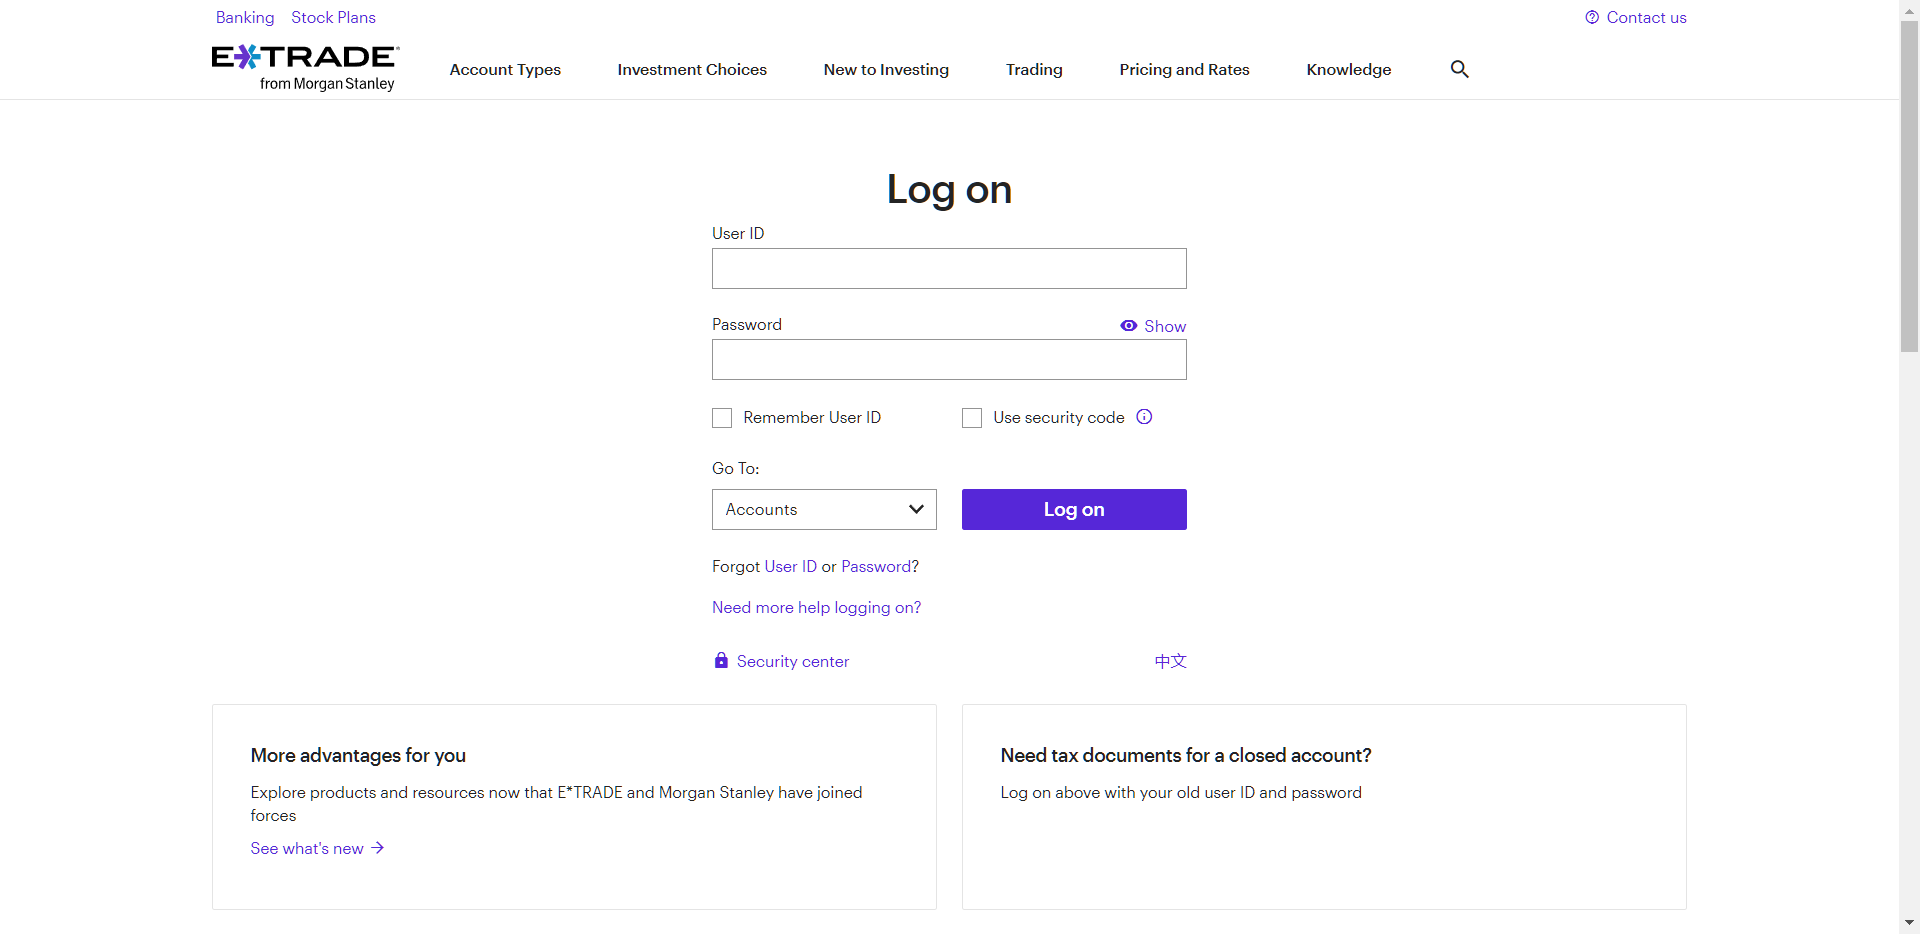 Banking Stock Plans
Contact us
E*TRADE
from Morgan Stanley
Account Types Investment Choices New to Investing Trading Pricing and Rates Knowledge
Log on
User ID
Password
Show
Remember User ID
Use security code
Go To:
Accounts
Log on
Forgot User ID or Password?
Need more help logging on?
Security center
中文
More advantages for you
Explore products and resources now that E*TRADE and Morgan Stanley have joined
forces
See what's new
Need tax documents for a closed account?
Log on above with your old user ID and password